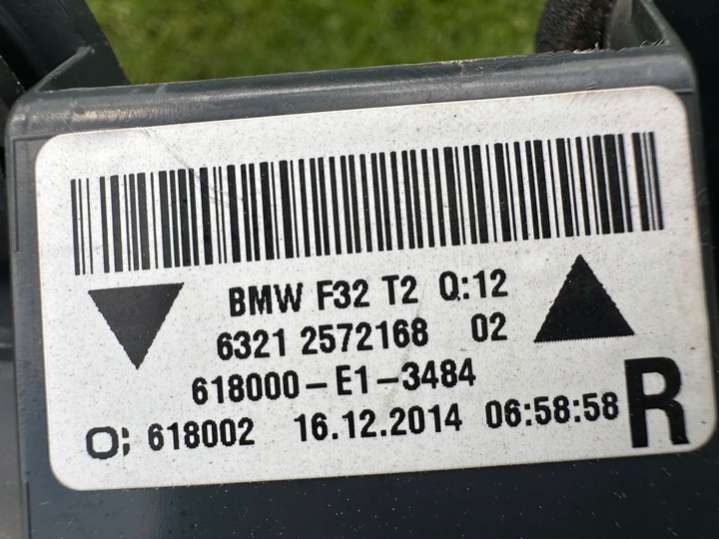 BMW F32 T2 Q:12
6321 2572168 02
618000-E1-3484
O; 618002 16.12.2014 06:58:58
R